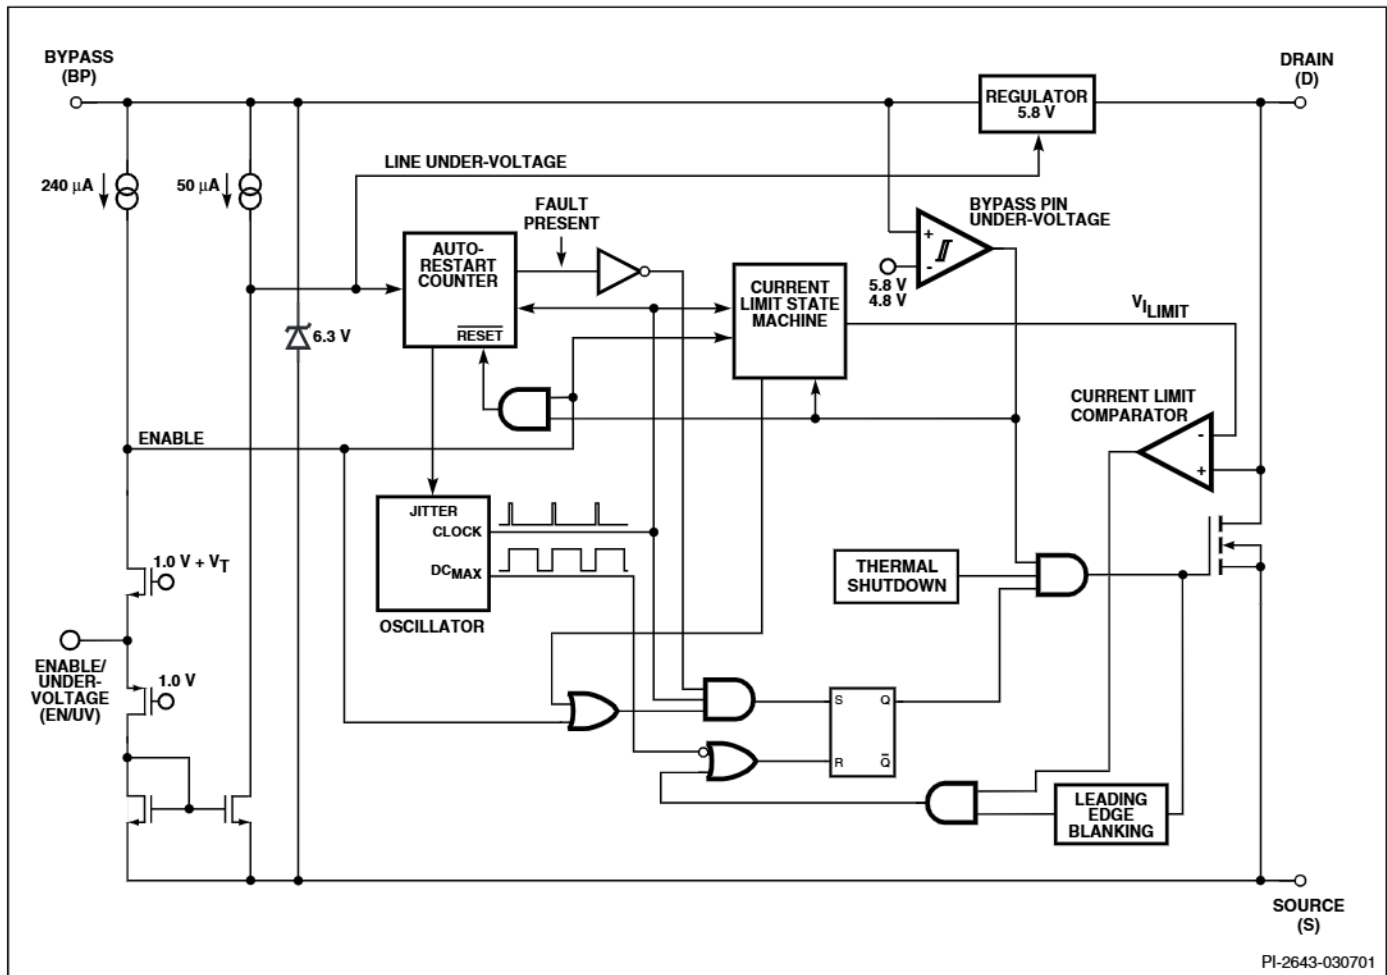 BYPASS
(BP)
DRAIN
(D)
REGULATOR
5.8 V
LINE UNDER-VOLTAGE
240 µA
50 µA
FAULT
PRESENT
BYPASS PIN
UNDER-VOLTAGE
+
-
5.8 V
4.8 V
AUTO-
RESTART
COUNTER
RESET
CURRENT
LIMIT STATE
MACHINE
VILIMIT
6.3 V
CURRENT LIMIT
COMPARATOR
-
+
ENABLE
JITTER
CLOCK
DCMAX
OSCILLATOR
1.0 V + VT
THERMAL
SHUTDOWN
ENABLE/
UNDER-
VOLTAGE
(EN/UV)
1.0 V
S Q
R Q̅
LEADING
EDGE
BLANKING
SOURCE
(S)
PI-2643-030701